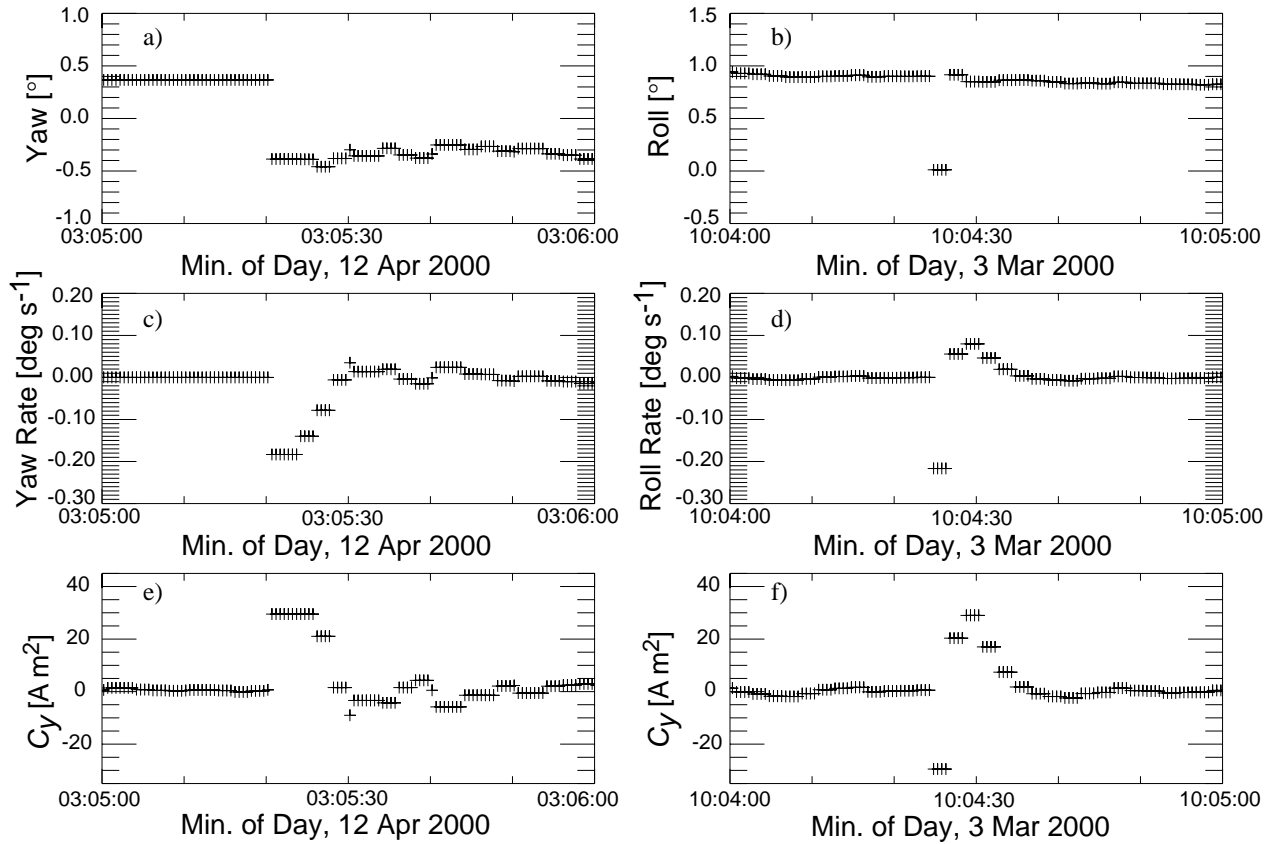 a)
Yaw [°]
1.0
0.5
0.0
-0.5
-1.0
03:05:00 03:05:30 03:06:00
Min. of Day, 12 Apr 2000
b)
Roll [°]
1.5
1.0
0.5
0.0
-0.5
10:04:00 10:04:30 10:05:00
Min. of Day, 3 Mar 2000
c)
Yaw Rate [deg s-1]
0.20
0.10
0.00
-0.10
-0.20
-0.30
03:05:00 03:05:30 03:06:00
Min. of Day, 12 Apr 2000
d)
Roll Rate [deg s-1]
0.20
0.10
0.00
-0.10
-0.20
-0.30
10:04:00 10:04:30 10:05:00
Min. of Day, 3 Mar 2000
e)
Cy [A m2]
40
20
0
-20
03:05:00 03:05:30 03:06:00
Min. of Day, 12 Apr 2000
f)
Cy [A m2]
40
20
0
-20
10:04:00 10:04:30 10:05:00
Min. of Day, 3 Mar 2000